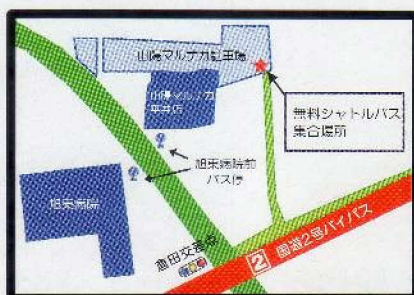 山陽マルナカ駐車場
山陽マルナカ
平井店
無料シャトルバス
集合場所
旭東病院前
バス停
旭東病院
倉田交差点
2 国道2号バイパス